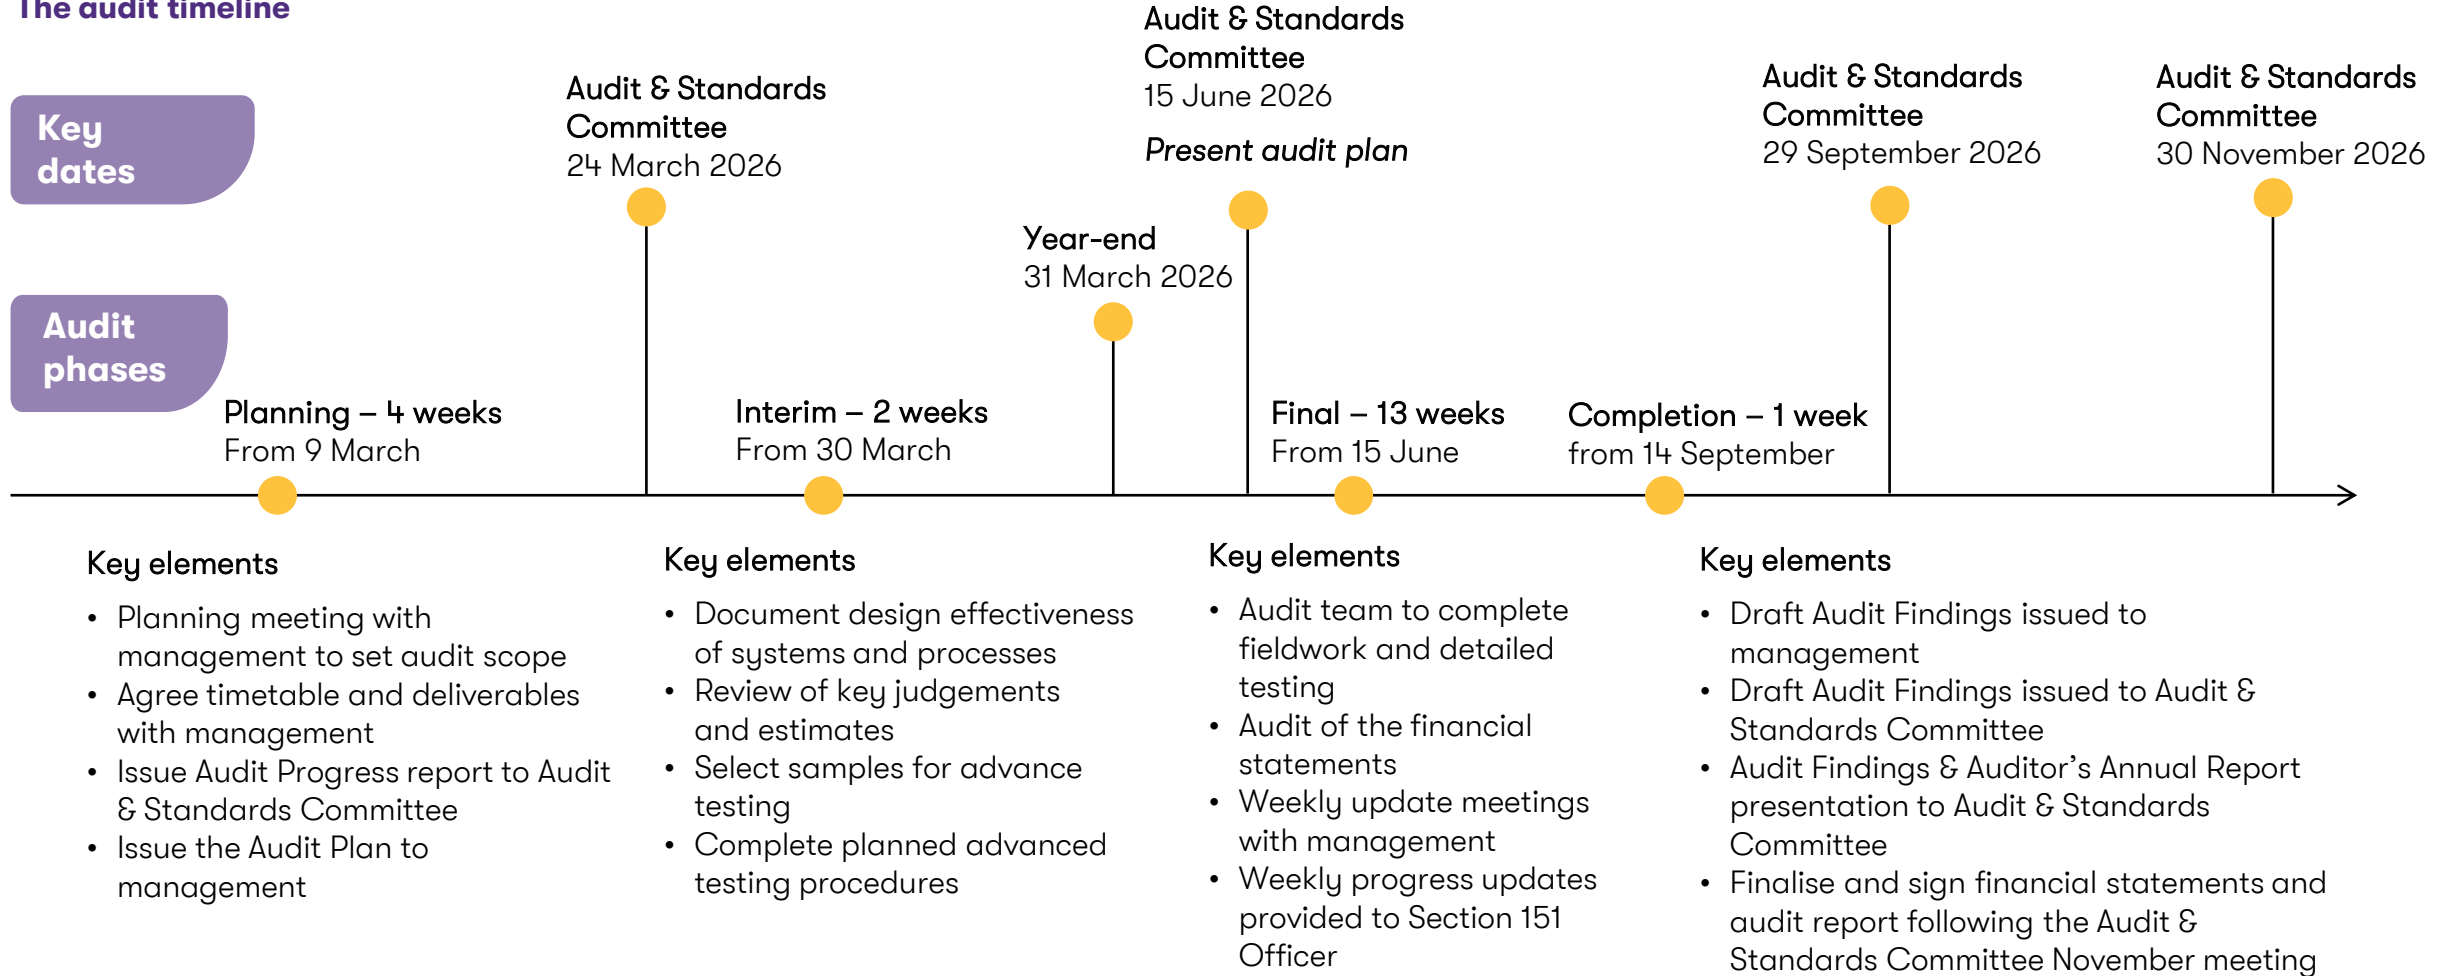 The audit timeline
Key
dates
Audit & Standards
Committee
24 March 2026
Year-end
31 March 2026
Audit & Standards
Committee
15 June 2026
Present audit plan
Audit & Standards
Committee
29 September 2026
Audit & Standards
Committee
30 November 2026
Audit
phases
Planning – 4 weeks
From 9 March
Interim – 2 weeks
From 30 March
Final – 13 weeks
From 15 June
Completion – 1 week
from 14 September
Key elements
• Planning meeting with
management to set audit scope
• Agree timetable and deliverables
with management
• Issue Audit Progress report to Audit
& Standards Committee
• Issue the Audit Plan to
management
Key elements
• Document design effectiveness
of systems and processes
• Review of key judgements
and estimates
• Select samples for advance
testing
• Complete planned advanced
testing procedures
Key elements
• Audit team to complete
fieldwork and detailed
testing
• Audit of the financial
statements
• Weekly update meetings
with management
• Weekly progress updates
provided to Section 151
Officer
Key elements
• Draft Audit Findings issued to
management
• Draft Audit Findings issued to Audit &
Standards Committee
• Audit Findings & Auditor’s Annual Report
presentation to Audit & Standards
Committee
• Finalise and sign financial statements and
audit report following the Audit &
Standards Committee November meeting